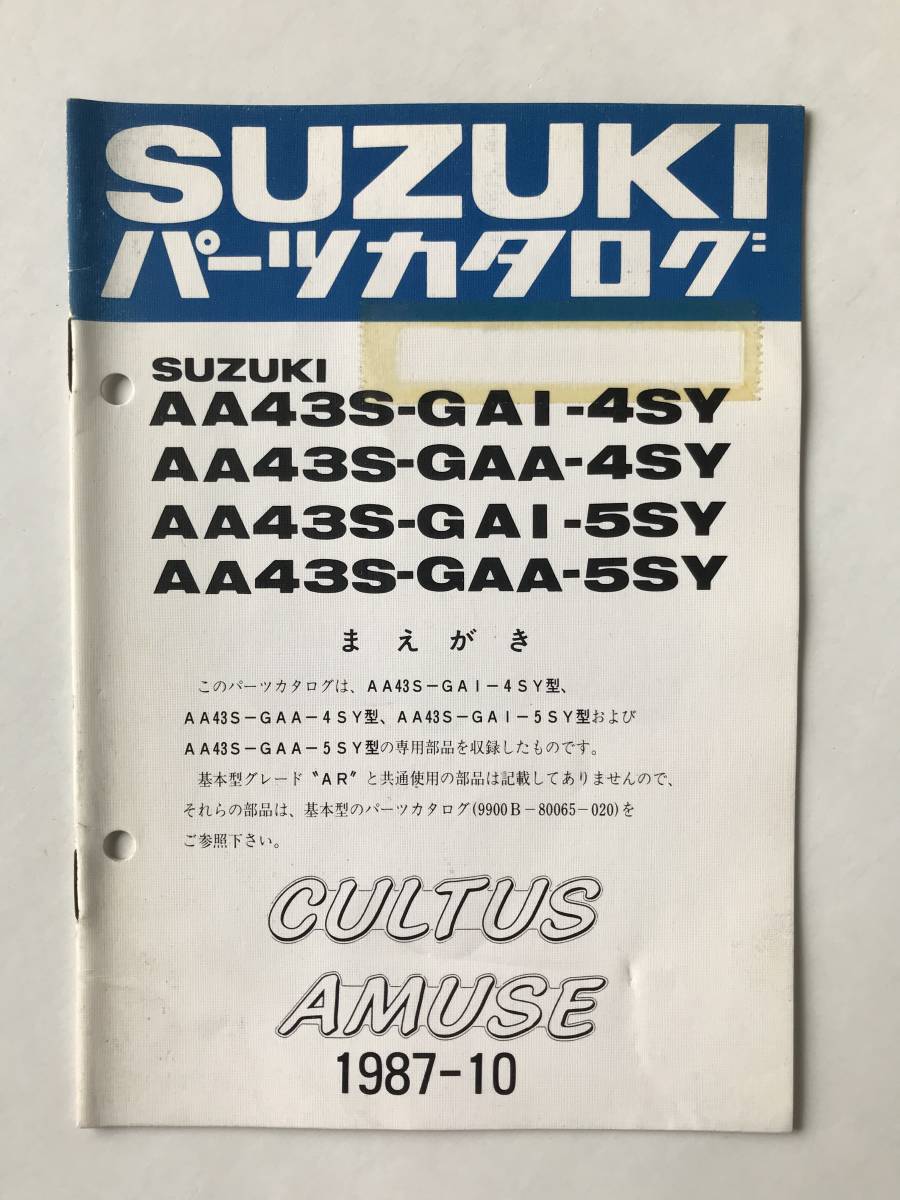 SUZUKI
パーツカタログ
SUZUKI
AA43S-GAI-4SY
AA43S-GAA-4SY
AA43S-GAI-5SY
AA43S-GAA-5SY
まえがき
このパーツカタログは、AA43S-GAI-4SY型、
AA43S-GAA-4SY型、AA43S-GAI-5SY型および
AA43S-GAA-5SY型の専用部品を収録したものです。
基本型グレード〝AR〞と共通使用の部品は記載してありませんので、
それらの部品は、基本型のパーツカタログ(9900B-80065-020)を
ご参照下さい。
CULTUS
AMUSE
1987-10